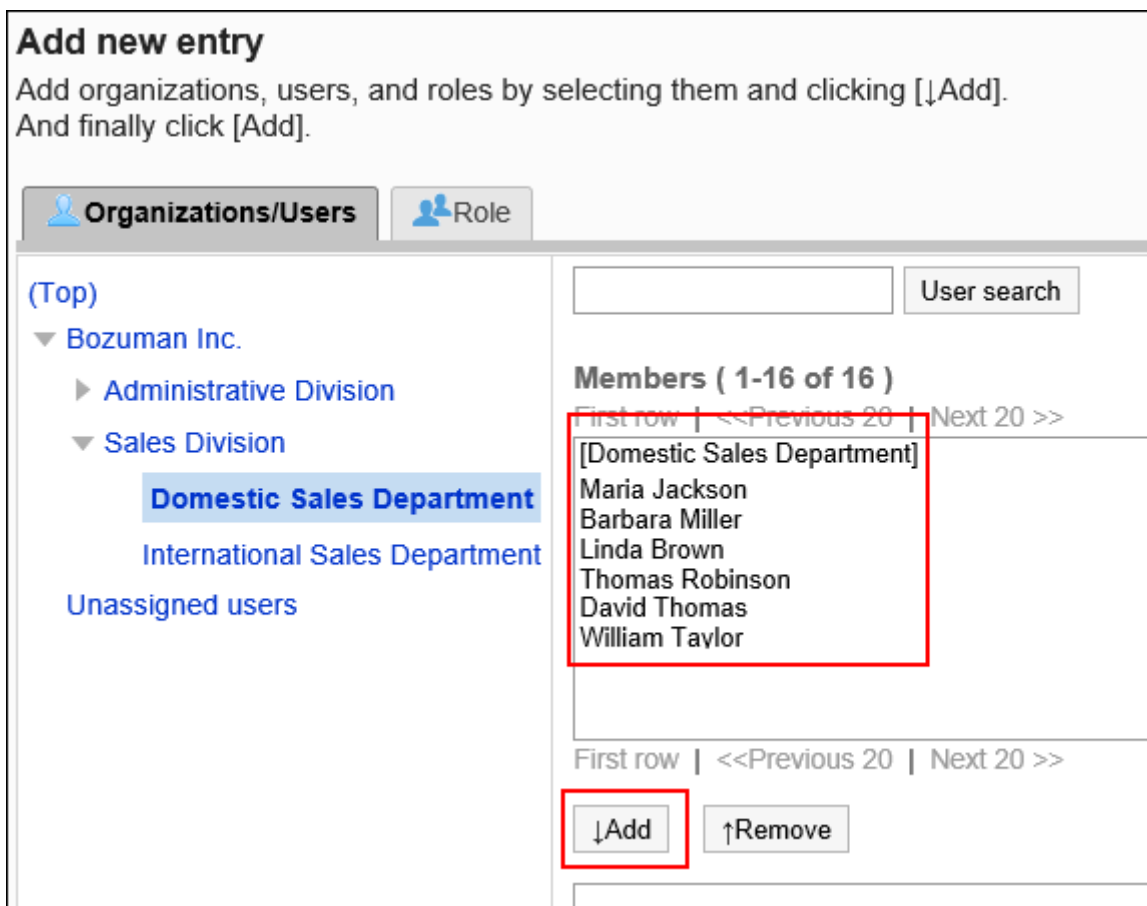 Add new entry
Add organizations, users, and roles by selecting them and clicking [↓Add].
And finally click [Add].
Organizations/Users
Role
(Top)
Bozuman Inc.
Administrative Division
Sales Division
Domestic Sales Department
International Sales Department
Unassigned users
User search
Members ( 1-16 of 16 )
First row | <<Previous 20 | Next 20 >>
[Domestic Sales Department]
Maria Jackson
Barbara Miller
Linda Brown
Thomas Robinson
David Thomas
William Taylor
First row | <<Previous 20 | Next 20 >>
↓Add
↑Remove